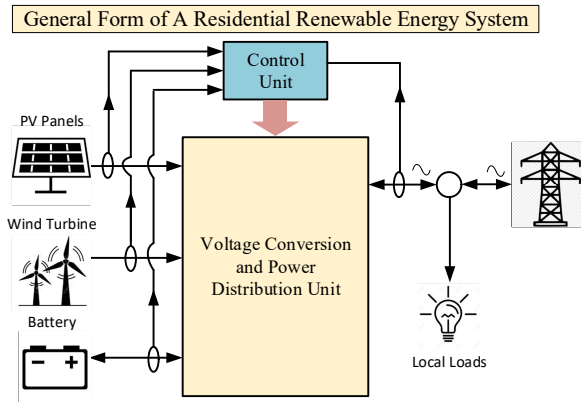 General Form of A Residential Renewable Energy System
Control
Unit
PV Panels
Wind Turbine
Voltage Conversion
and Power
Distribution Unit
Battery
Local Loads